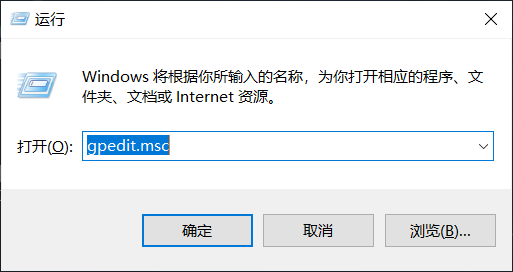 运行
Windows 将根据你所输入的名称，为你打开相应的程序、文
件夹、文档或 Internet 资源。
打开(O): gpedit.msc
确定 取消 浏览(B)...